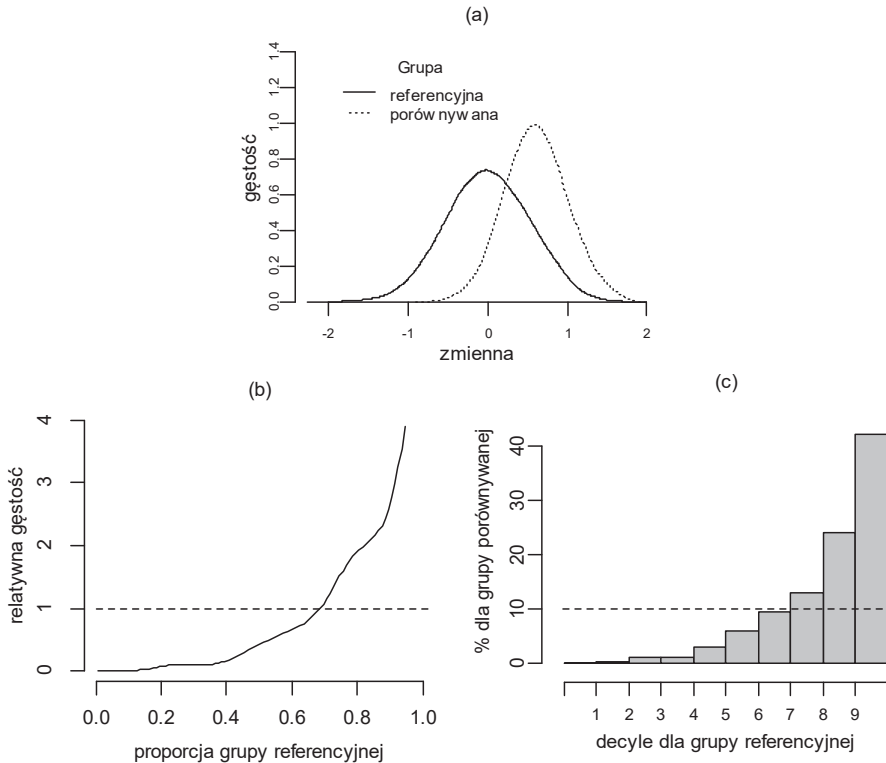 (a)
gęstość
0.0 0.2 0.4 0.6 0.8 1.0 1.2 1.4
Grupa
referencyjna
porów nyw ana
-2 -1 0 1 2
zmienna
(b)
relatywna gęstość
0 1 2 3 4
0.0 0.2 0.4 0.6 0.8 1.0
proporcja grupy referencyjnej
(c)
% dla grupy porównywanej
0 10 20 30 40
1 2 3 4 5 6 7 8 9
decyle dla grupy referencyjnej